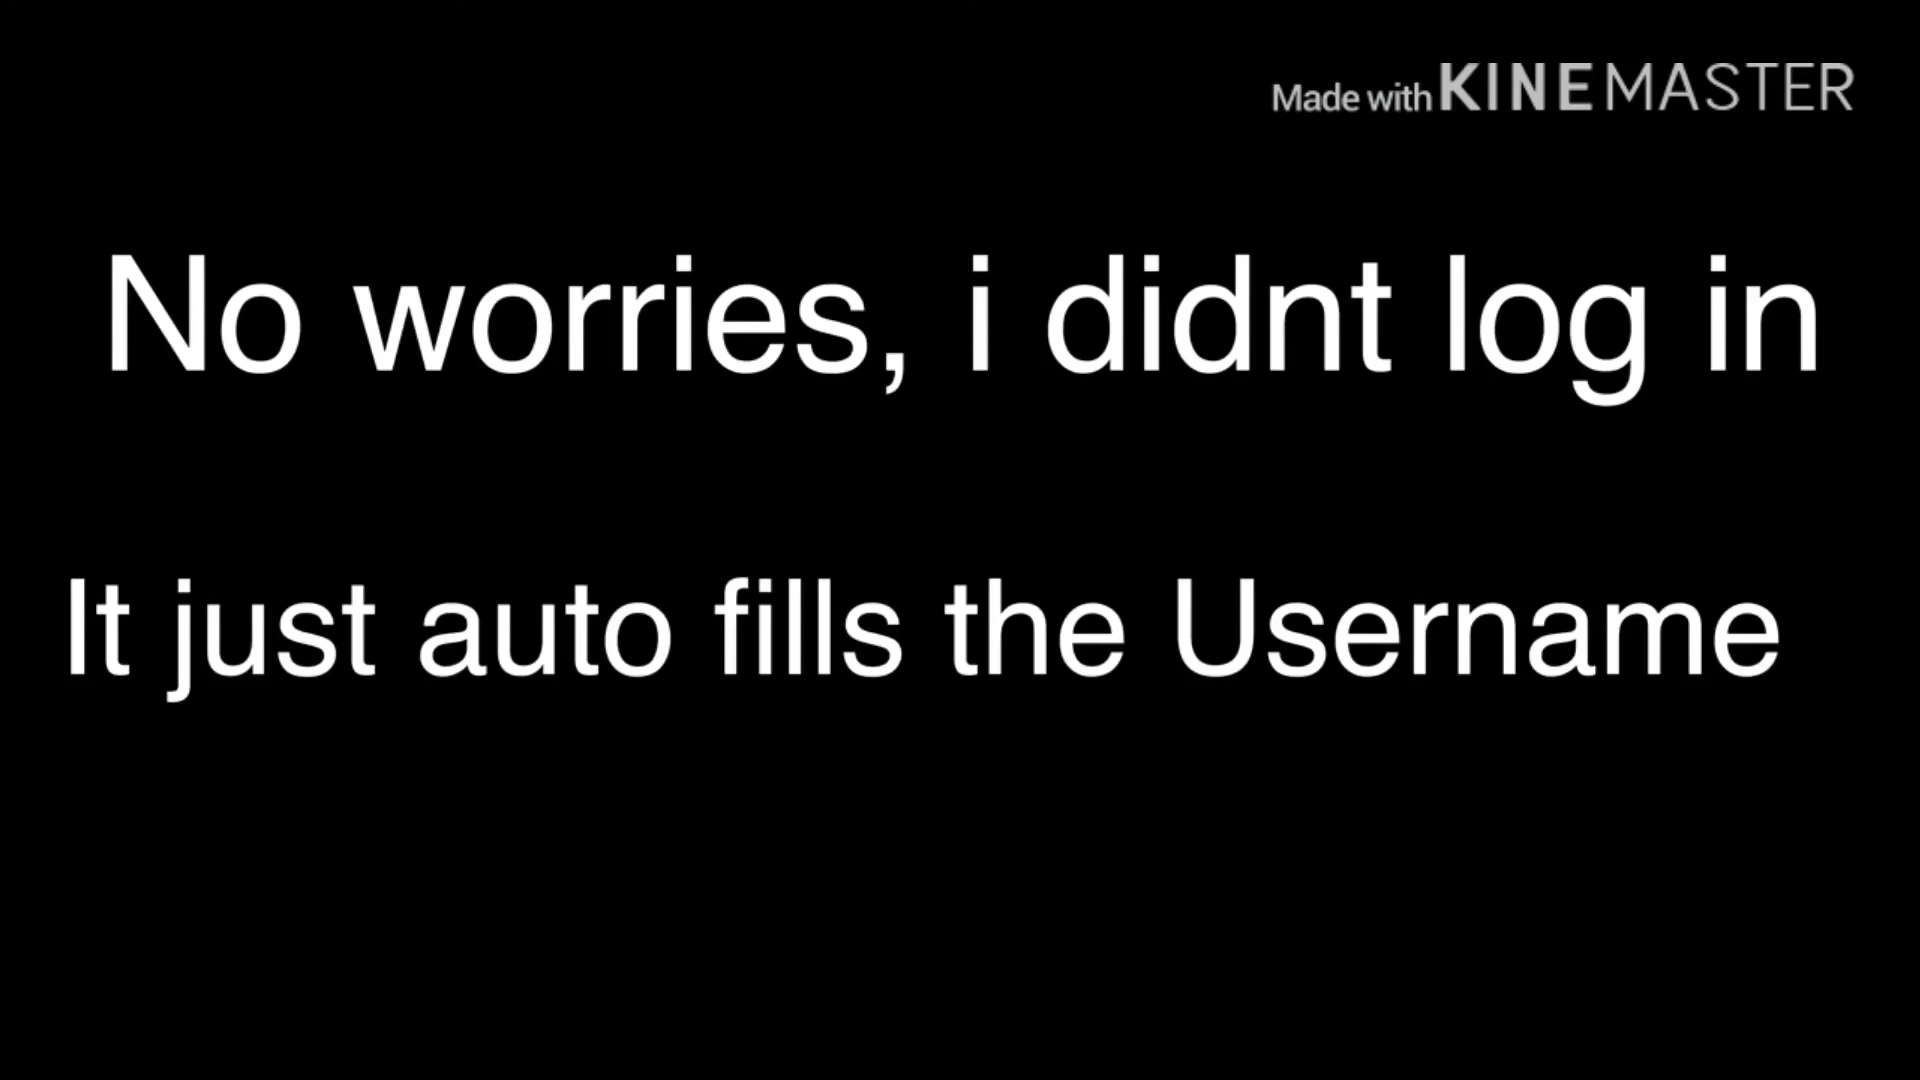 Made with KINEMASTER
No worries, i didnt log in
It just auto fills the Username